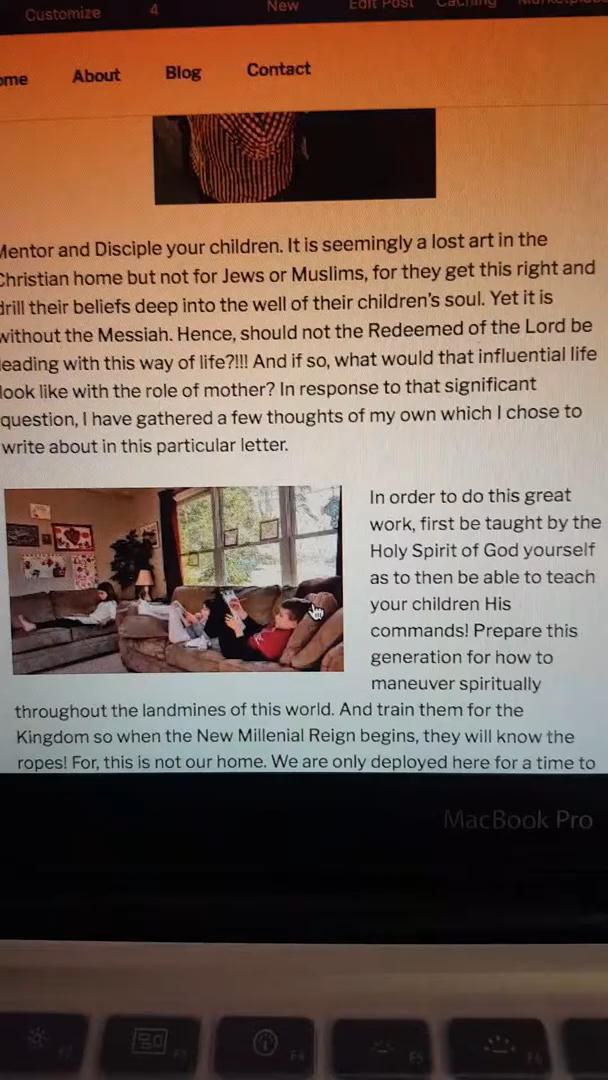 Customize 4 New Edit Post Caching
ome About Blog Contact
Mentor and Disciple your children. It is seemingly a lost art in the
Christian home but not for Jews or Muslims, for they get this right and
drill their beliefs deep into the well of their children's soul. Yet it is
without the Messiah. Hence, should not the Redeemed of the Lord be
leading with this way of life?!!! And if so, what would that influential life
look like with the role of mother? In response to that significant
question, I have gathered a few thoughts of my own which I chose to
write about in this particular letter.
In order to do this great
work, first be taught by the
Holy Spirit of God yourself
as to then be able to teach
your children His
commands! Prepare this
generation for how to
maneuver spiritually
throughout the landmines of this world. And train them for the
Kingdom so when the New Millenial Reign begins, they will know the
ropes! For, this is not our home. We are only deployed here for a time to
MacBook Pro
F4
F5